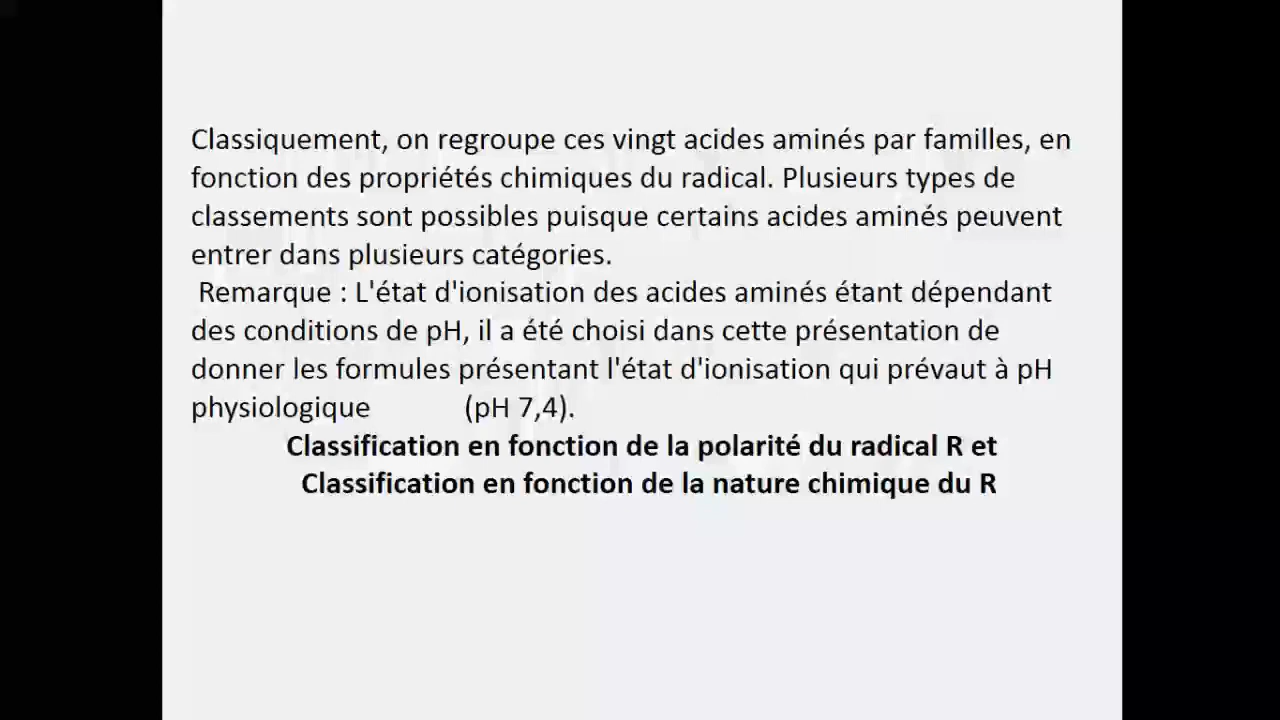 Classiquement, on regroupe ces vingt acides aminés par familles, en
fonction des propriétés chimiques du radical. Plusieurs types de
classements sont possibles puisque certains acides aminés peuvent
entrer dans plusieurs catégories.
Remarque : L'état d'ionisation des acides aminés étant dépendant
des conditions de pH, il a été choisi dans cette présentation de
donner les formules présentant l'état d'ionisation qui prévaut à pH
physiologique (pH 7,4).
Classification en fonction de la polarité du radical R et
Classification en fonction de la nature chimique du R